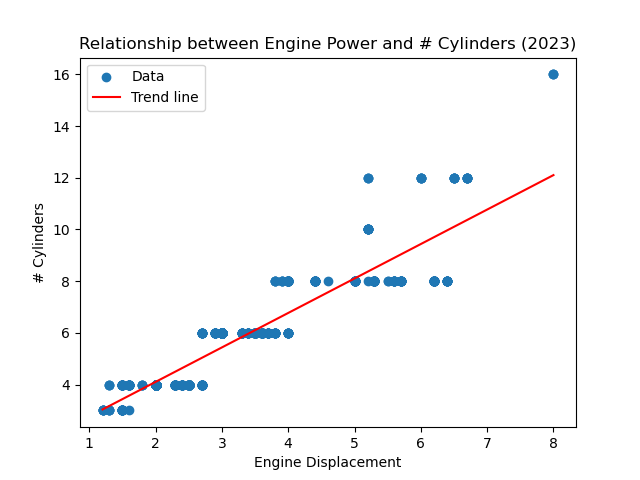 Relationship between Engine Power and # Cylinders (2023)
Data
Trend line
16
14
12
10
8
6
4
# Cylinders
1 2 3 4 5 6 7 8
Engine Displacement